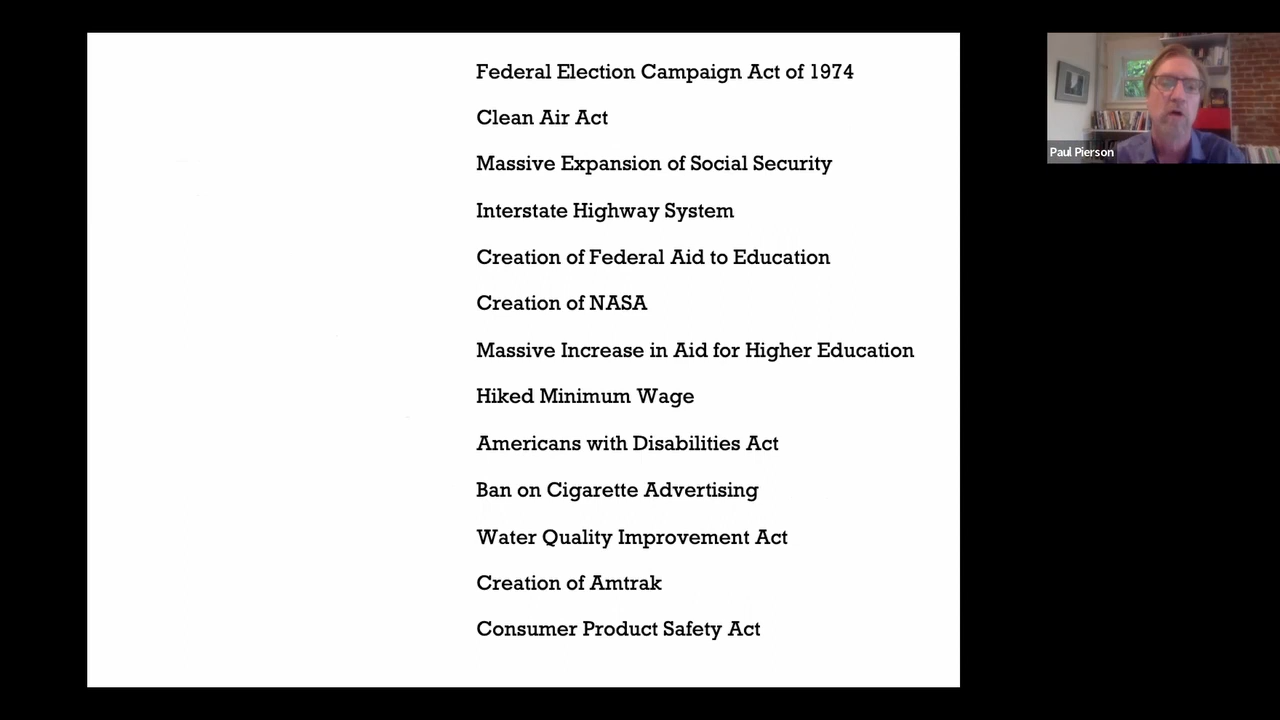 Federal Election Campaign Act of 1974
Clean Air Act
Massive Expansion of Social Security
Interstate Highway System
Creation of Federal Aid to Education
Creation of NASA
Massive Increase in Aid for Higher Education
Hiked Minimum Wage
Americans with Disabilities Act
Ban on Cigarette Advertising
Water Quality Improvement Act
Creation of Amtrak
Consumer Product Safety Act
Paul Pierson